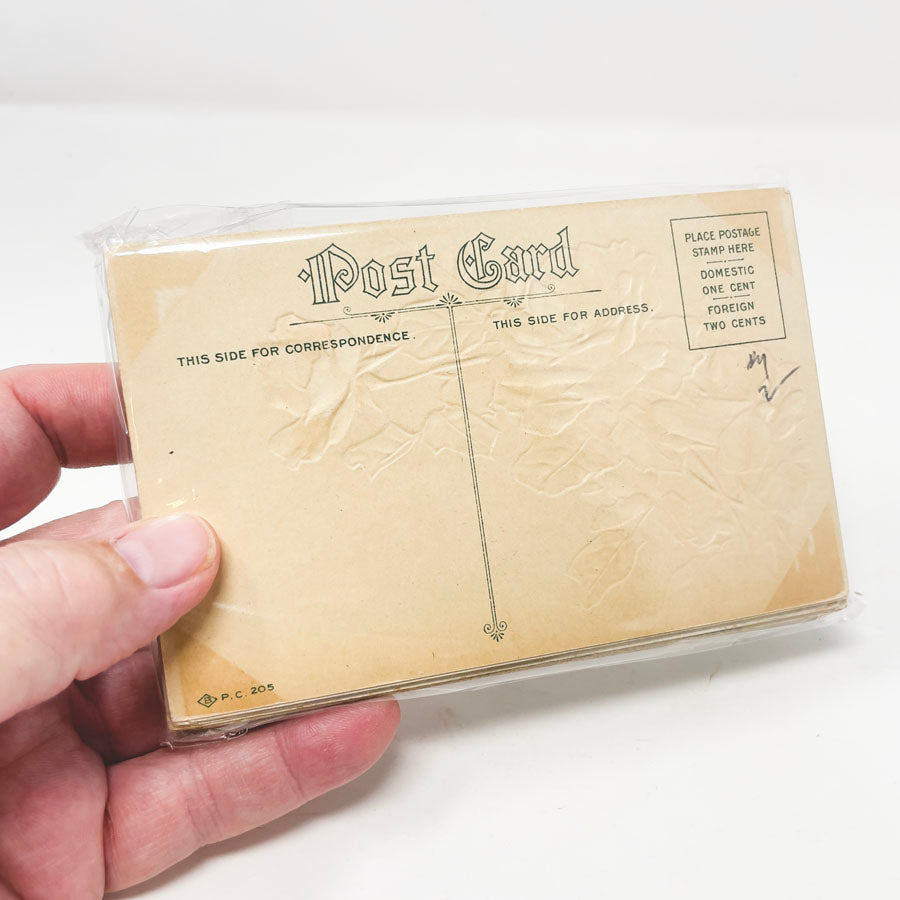 Post Card
THIS SIDE FOR CORRESPONDENCE.
THIS SIDE FOR ADDRESS.
PLACE POSTAGE
STAMP HERE
DOMESTIC
ONE CENT
FOREIGN
TWO CENTS
B P.C. 205